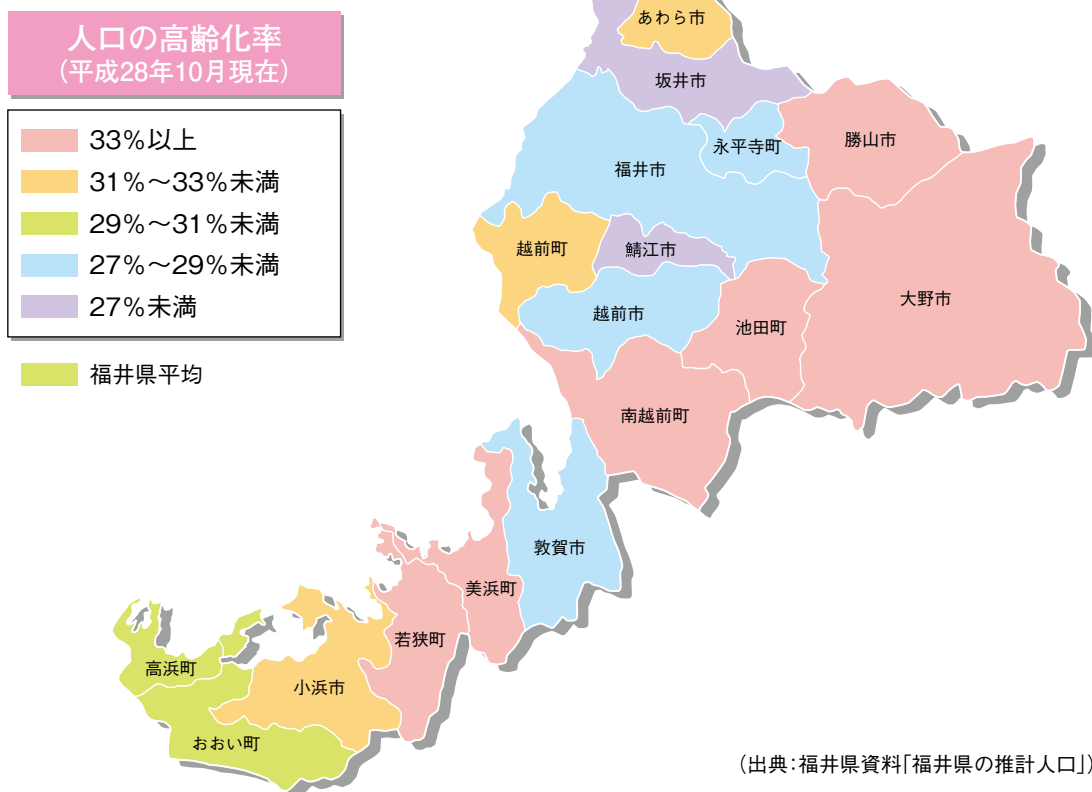 人口の高齢化率
(平成28年10月現在)
33%以上
31%～33%未満
29%～31%未満
27%～29%未満
27%未満
福井県平均
あわら市
坂井市
永平寺町
勝山市
福井市
越前町
鯖江市
大野市
越前市
池田町
南越前町
敦賀市
美浜町
若狭町
高浜町
小浜市
おおい町
(出典:福井県資料「福井県の推計人口」)